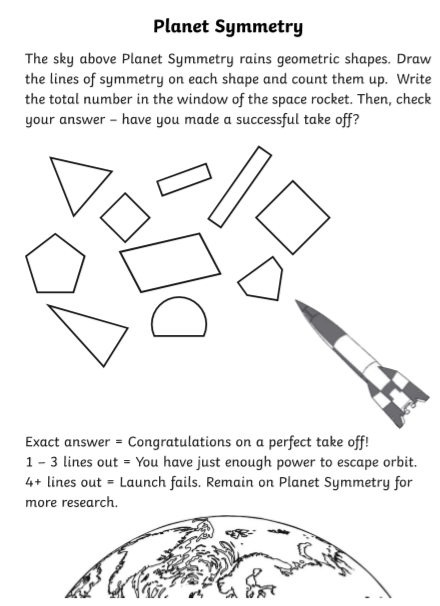 Planet Symmetry
The sky above Planet Symmetry rains geometric shapes. Draw
the lines of symmetry on each shape and count them up. Write
the total number in the window of the space rocket. Then, check
your answer – have you made a successful take off?
Exact answer = Congratulations on a perfect take off!
1 – 3 lines out = You have just enough power to escape orbit.
4+ lines out = Launch fails. Remain on Planet Symmetry for
more research.